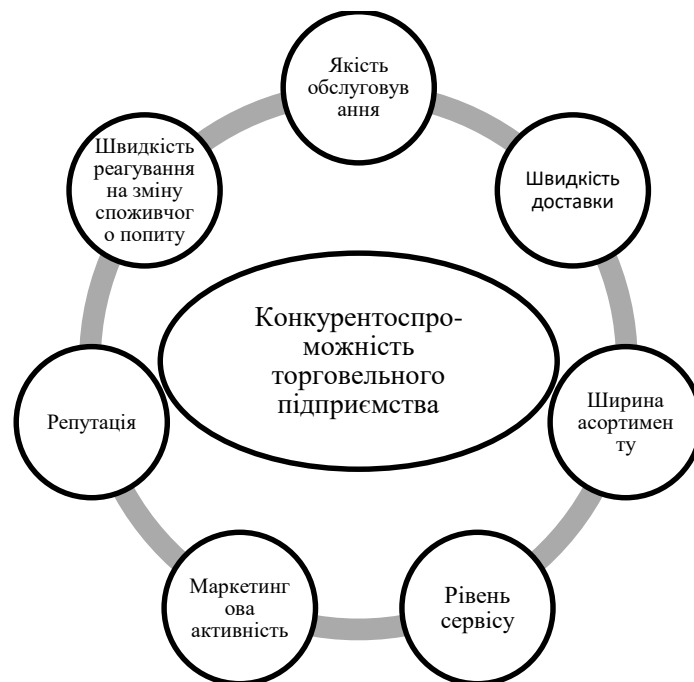 Якість
обслуговув
ання
Швидкість
доставки
Ширина
асортимен
ту
Рівень
сервісу
Маркетинг
ова
активність
Репутація
Швидкість
реагування
на зміну
споживчог
о попиту
Конкурентоспро-
можність
торговельного
підприємства